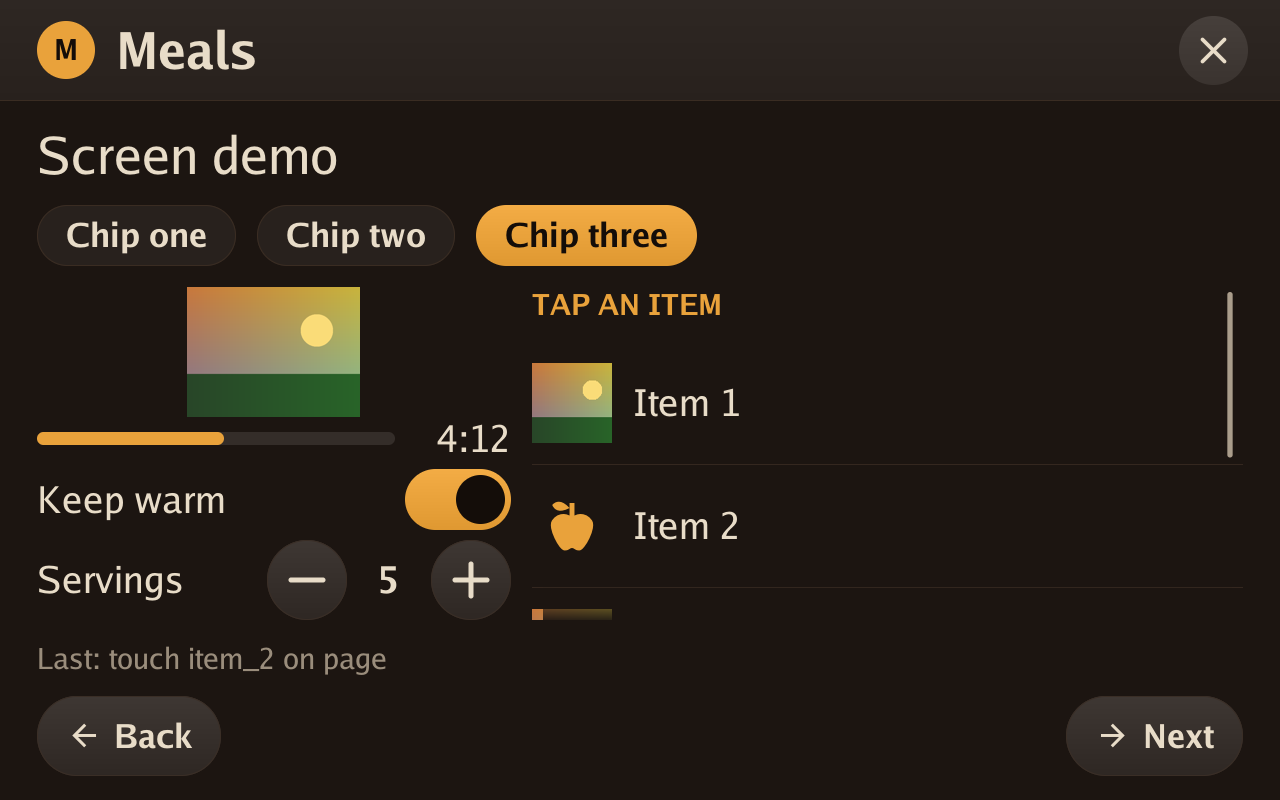 M Meals
Screen demo
Chip one Chip two Chip three
4:12
Keep warm
Servings 5
TAP AN ITEM
Item 1
Item 2
Last: touch item_2 on page
Back Next